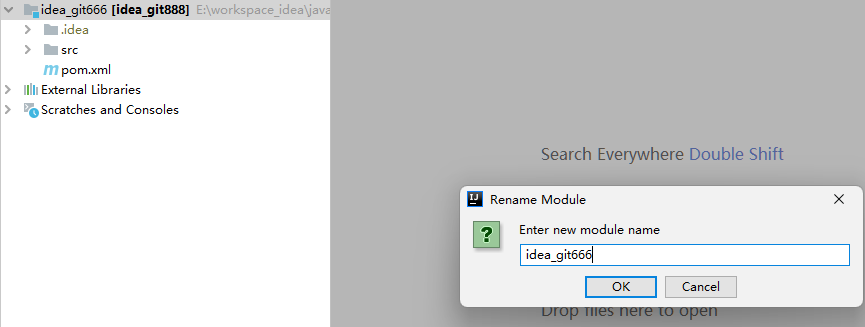 idea_git666 [idea_git888] E:\workspace_idea\java
.idea
src
m pom.xml
External Libraries
Scratches and Consoles
Search Everywhere Double Shift
IJ Rename Module
Enter new module name
? idea_git666
OK Cancel
Drop files here to open